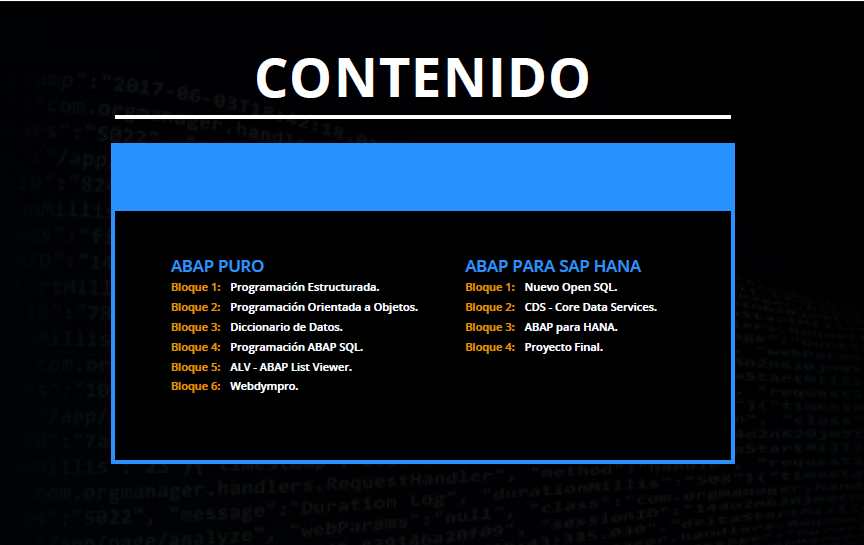 CONTENIDO
ABAP PURO
Bloque 1: Programación Estructurada.
Bloque 2: Programación Orientada a Objetos.
Bloque 3: Diccionario de Datos.
Bloque 4: Programación ABAP SQL.
Bloque 5: ALV - ABAP List Viewer.
Bloque 6: Webdympro.
ABAP PARA SAP HANA
Bloque 1: Nuevo Open SQL.
Bloque 2: CDS - Core Data Services.
Bloque 3: ABAP para HANA.
Bloque 4: Proyecto Final.